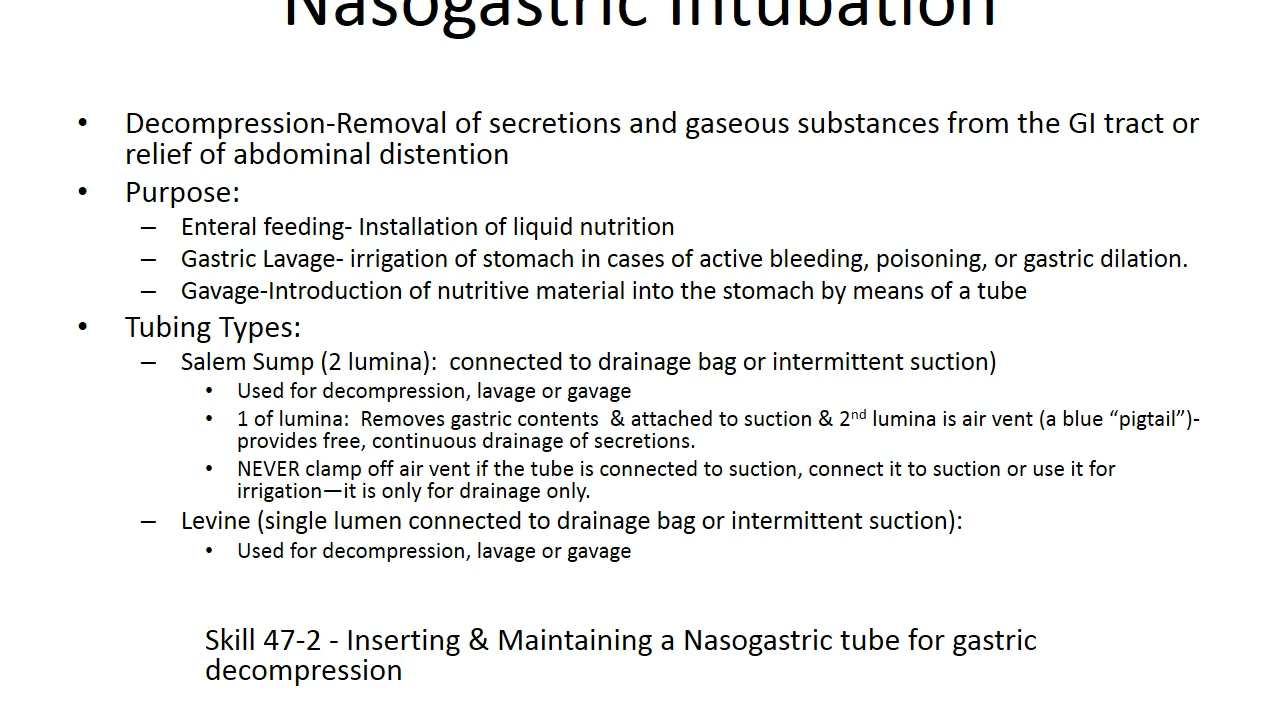 Nasogastric Intubation
• Decompression-Removal of secretions and gaseous substances from the GI tract or
relief of abdominal distention
• Purpose:
– Enteral feeding- Installation of liquid nutrition
– Gastric Lavage- irrigation of stomach in cases of active bleeding, poisoning, or gastric dilation.
– Gavage-Introduction of nutritive material into the stomach by means of a tube
• Tubing Types:
– Salem Sump (2 lumina):  connected to drainage bag or intermittent suction)
• Used for decompression, lavage or gavage
• 1 of lumina:  Removes gastric contents  & attached to suction & 2nd lumina is air vent (a blue “pigtail”)-
provides free, continuous drainage of secretions.
• NEVER clamp off air vent if the tube is connected to suction, connect it to suction or use it for
irrigation—it is only for drainage only.
– Levine (single lumen connected to drainage bag or intermittent suction):
• Used for decompression, lavage or gavage
Skill 47-2 - Inserting & Maintaining a Nasogastric tube for gastric
decompression